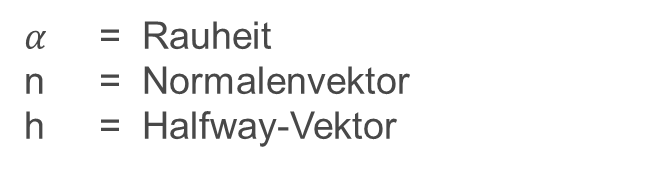 𝛼 = Rauheit
n = Normalenvektor
h = Halfway-Vektor